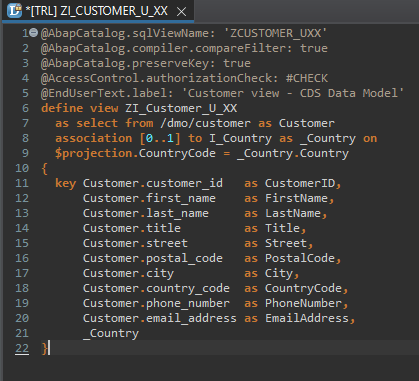 *[TRL] ZI_CUSTOMER_U_XX
1 @AbapCatalog.sqlViewName: 'ZCUSTOMER_UXX'
2 @AbapCatalog.compiler.compareFilter: true
3 @AbapCatalog.preserveKey: true
4 @AccessControl.authorizationCheck: #CHECK
5 @EndUserText.label: 'Customer view - CDS Data Model'
6 define view ZI_Customer_U_XX
7   as select from /dmo/customer as Customer
8   association [0..1] to I_Country as _Country on
9   $projection.CountryCode = _Country.Country
10 {
11   key Customer.customer_id   as CustomerID,
12       Customer.first_name    as FirstName,
13       Customer.last_name     as LastName,
14       Customer.title         as Title,
15       Customer.street        as Street,
16       Customer.postal_code   as PostalCode,
17       Customer.city          as City,
18       Customer.country_code  as CountryCode,
19       Customer.phone_number  as PhoneNumber,
20       Customer.email_address as EmailAddress,
21       _Country
22 }